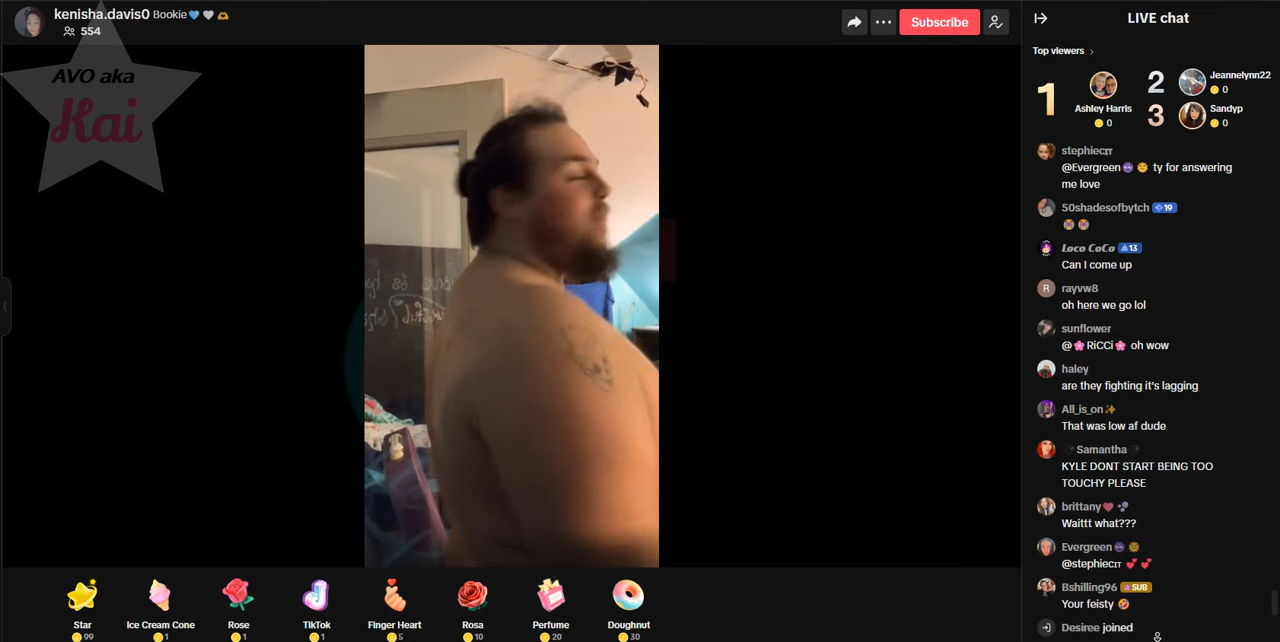 kenisha.davis0 Bookie💙🤍🫶
554
Subscribe
AVO aka
Kai
LIVE chat
Top viewers
1
Ashley Harris
0
2
Jeannelynn22
0
3
Sandyp
0
stephiecɪт
@Evergreen ty for answering
me love
50shadesofbytch 19
😭 😭
Loco CoCo 13
Can I come up
rayvw8
R
oh here we go lol
sunflower
@🌸RiCCi🌸 oh wow
haley
are they fighting it's lagging
All_is_on✨
That was low af dude
Samantha
KYLE DONT START BEING TOO
TOUCHY PLEASE
brittany
Waittt what???
Evergreen
@stephiecɪт 💕 💕
Bshilling96 SUB
Your feisty 🤣
Desiree joined
Star
99
Ice Cream Cone
1
Rose
1
TikTok
1
Finger Heart
5
Rosa
10
Perfume
20
Doughnut
30